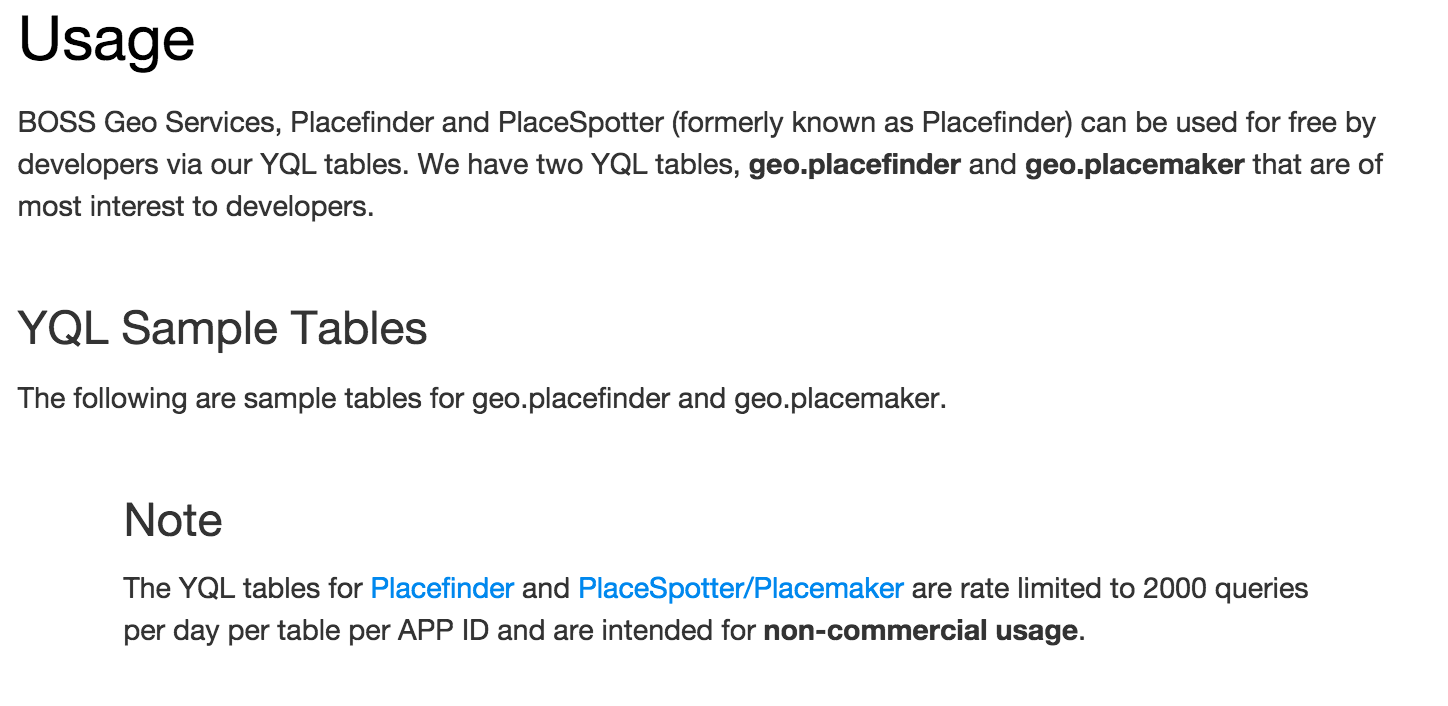 Usage
BOSS Geo Services, Placefinder and PlaceSpotter (formerly known as Placefinder) can be used for free by
developers via our YQL tables. We have two YQL tables, geo.placefinder and geo.placemaker that are of
most interest to developers.
YQL Sample Tables
The following are sample tables for geo.placefinder and geo.placemaker.
Note
The YQL tables for Placefinder and PlaceSpotter/Placemaker are rate limited to 2000 queries
per day per table per APP ID and are intended for non-commercial usage.